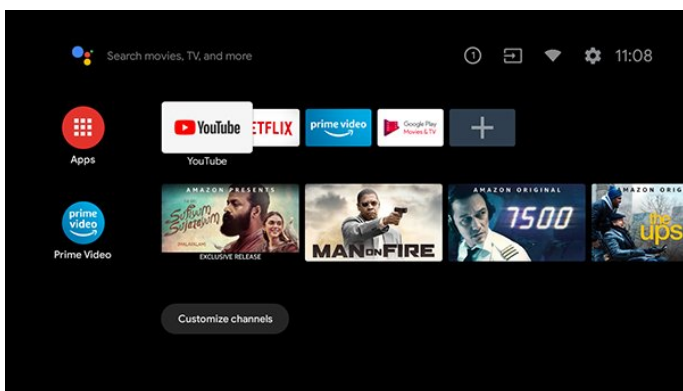 Search movies, TV, and more
1
11:08
Apps
YouTube
ETFLIX
prime video
Google Play
Movies & TV
YouTube
prime
video
Prime Video
AMAZON PRESENTS
Sufiyum
Sujatayum
EXCLUSIVE RELEASE
MAN ON FIRE
AMAZON ORIGINAL
7500
AMAZON ORIG
the
ups
Customize channels